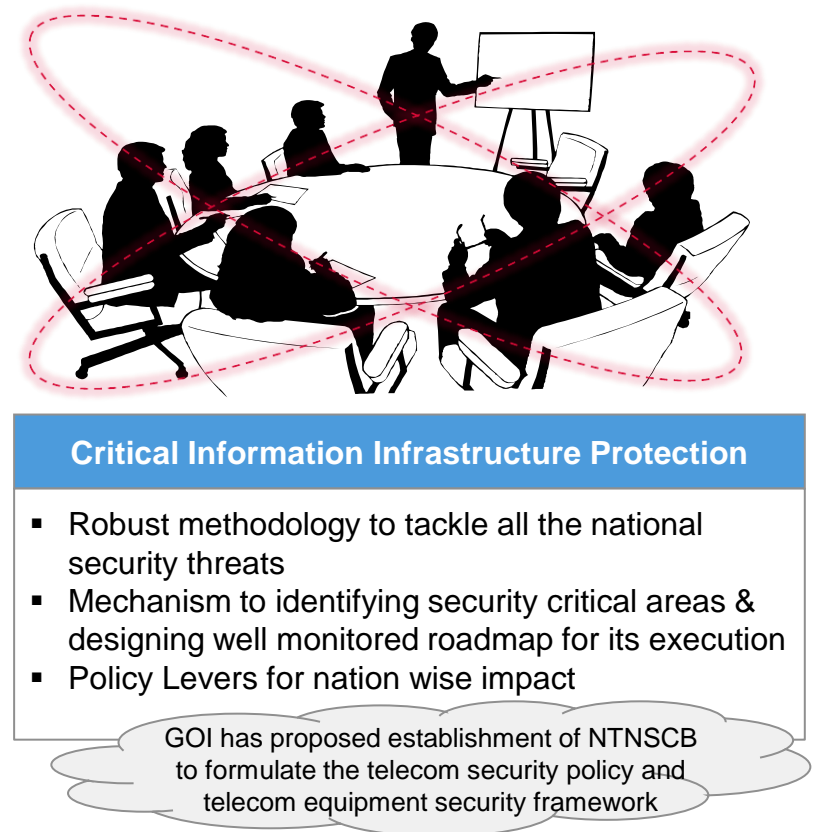 Critical Information Infrastructure Protection
▪ Robust methodology to tackle all the national
security threats
▪ Mechanism to identifying security critical areas &
designing well monitored roadmap for its execution
▪ Policy Levers for nation wise impact
GOI has proposed establishment of NTNSCB
to formulate the telecom security policy and
telecom equipment security framework